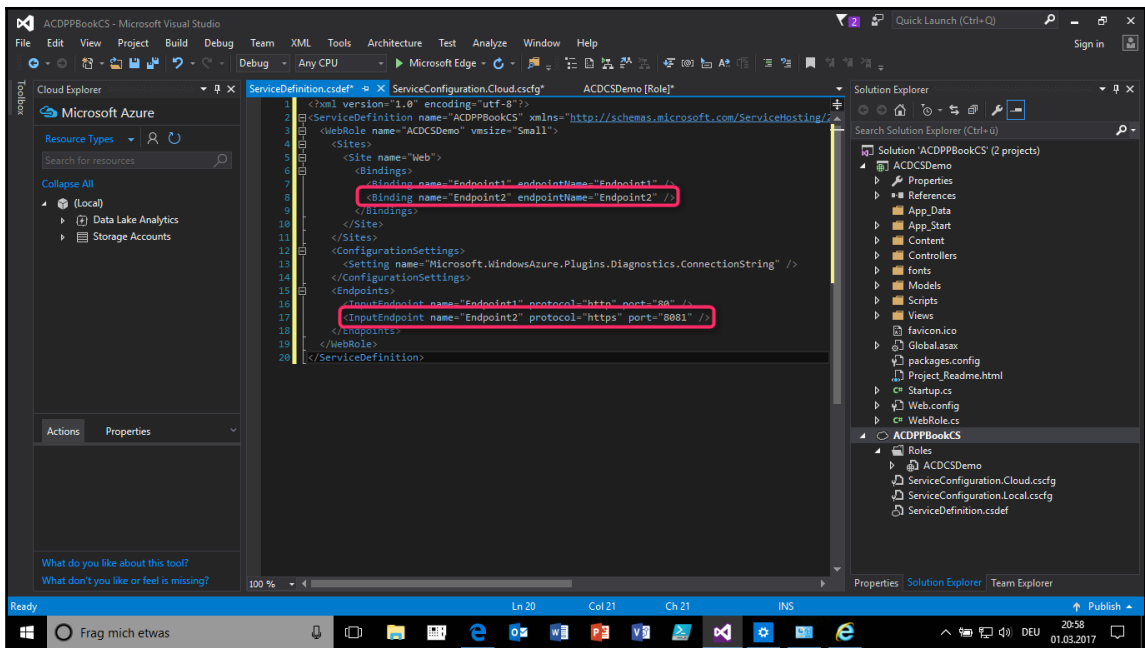 ACDPPBookCS - Microsoft Visual Studio
2
Quick Launch (Ctrl+Q)
File Edit View Project Build Debug Team XML Tools Architecture Test Analyze Window Help
Sign in
Debug Any CPU Microsoft Edge
Toolbox
Cloud Explorer
Microsoft Azure
Resource Types
Search for resources
Collapse All
(Local)
Data Lake Analytics
Storage Accounts
Actions Properties
What do you like about this tool?
What don't you like or feel is missing?
ServiceDefinition.csdef* ServiceConfiguration.Cloud.cscfg* ACDCSDemo [Role]*
1 <?xml version="1.0" encoding="utf-8"?>
2 <ServiceDefinition name="ACDPPBookCS" xmlns="http://schemas.microsoft.com/ServiceHosting/2
3 <WebRole name="ACDCSDemo" vmsize="Small">
4 <Sites>
5 <Site name="Web">
6 <Bindings>
7 <Binding name="Endpoint1" endpointName="Endpoint1" />
8 <Binding name="Endpoint2" endpointName="Endpoint2" />
9 </Bindings>
10 </Site>
11 </Sites>
12 <ConfigurationSettings>
13 <Setting name="Microsoft.WindowsAzure.Plugins.Diagnostics.ConnectionString" />
14 </ConfigurationSettings>
15 <Endpoints>
16 <InputEndpoint name="Endpoint1" protocol="http" port="80" />
17 <InputEndpoint name="Endpoint2" protocol="https" port="8081" />
18 </Endpoints>
19 </WebRole>
20 </ServiceDefinition>
100 %
Solution Explorer
Search Solution Explorer (Ctrl+ü)
Solution 'ACDPPBookCS' (2 projects)
ACDCSDemo
Properties
References
App_Data
App_Start
Content
Controllers
fonts
Models
Scripts
Views
favicon.ico
Global.asax
packages.config
Project_Readme.html
C# Startup.cs
Web.config
C# WebRole.cs
ACDPPBookCS
Roles
ACDCSDemo
ServiceConfiguration.Cloud.cscfg
ServiceConfiguration.Local.cscfg
ServiceDefinition.csdef
Properties Solution Explorer Team Explorer
Ready Ln 20 Col 21 Ch 21 INS Publish
Frag mich etwas
DEU
20:58
01.03.2017